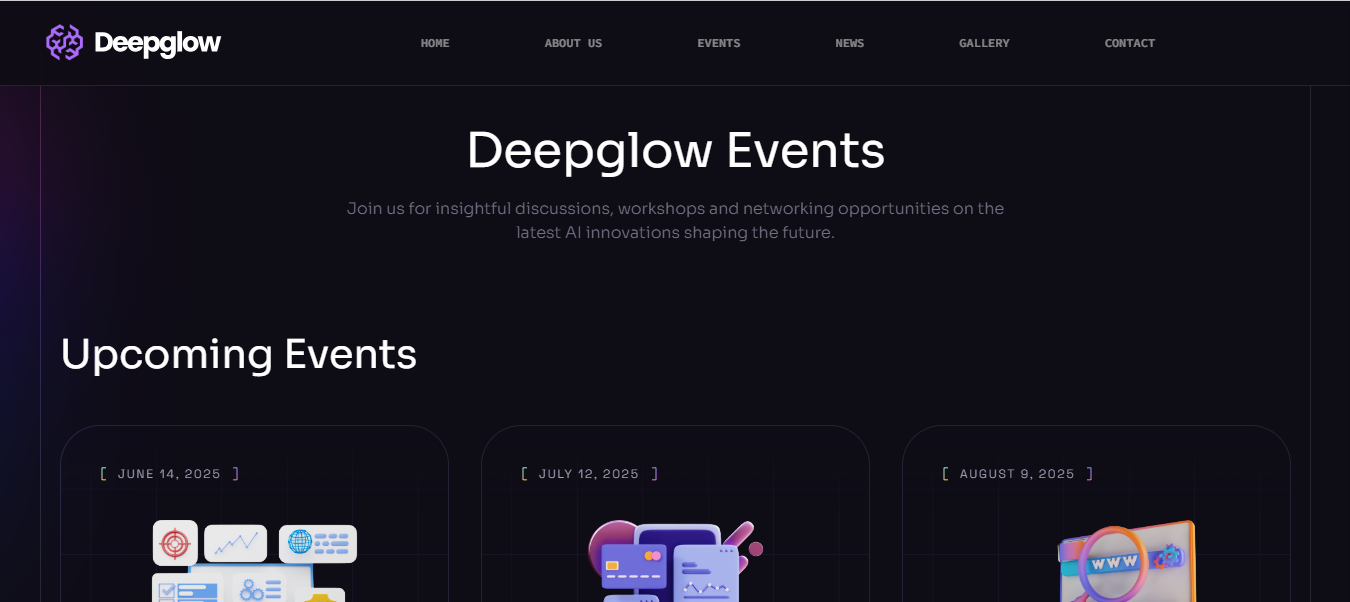 Deepglow
HOME ABOUT US EVENTS NEWS GALLERY CONTACT
Deepglow Events
Join us for insightful discussions, workshops and networking opportunities on the
latest AI innovations shaping the future.
Upcoming Events
[ JUNE 14, 2025 ]
[ JULY 12, 2025 ]
[ AUGUST 9, 2025 ]
WWW